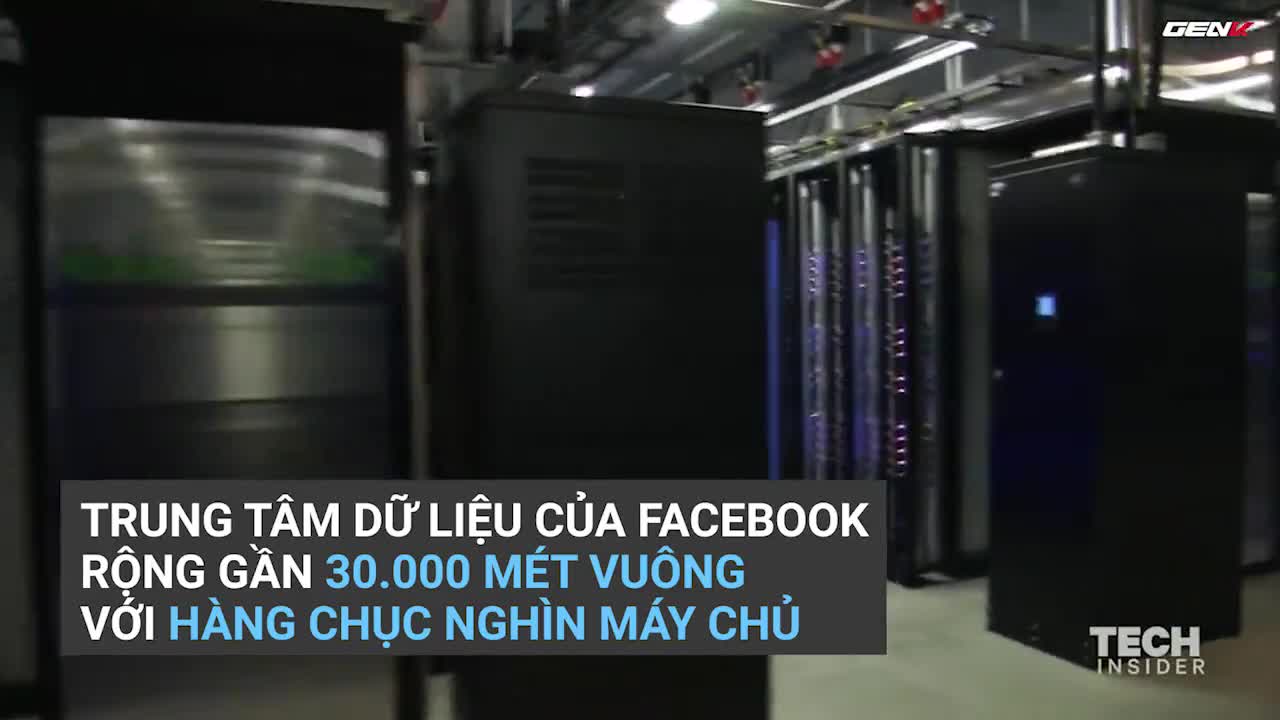 GENK
TRUNG TÂM DỮ LIỆU CỦA FACEBOOK
RỘNG GẦN 30.000 MÉT VUÔNG
VỚI HÀNG CHỤC NGHÌN MÁY CHỦ
TECH
INSIDER